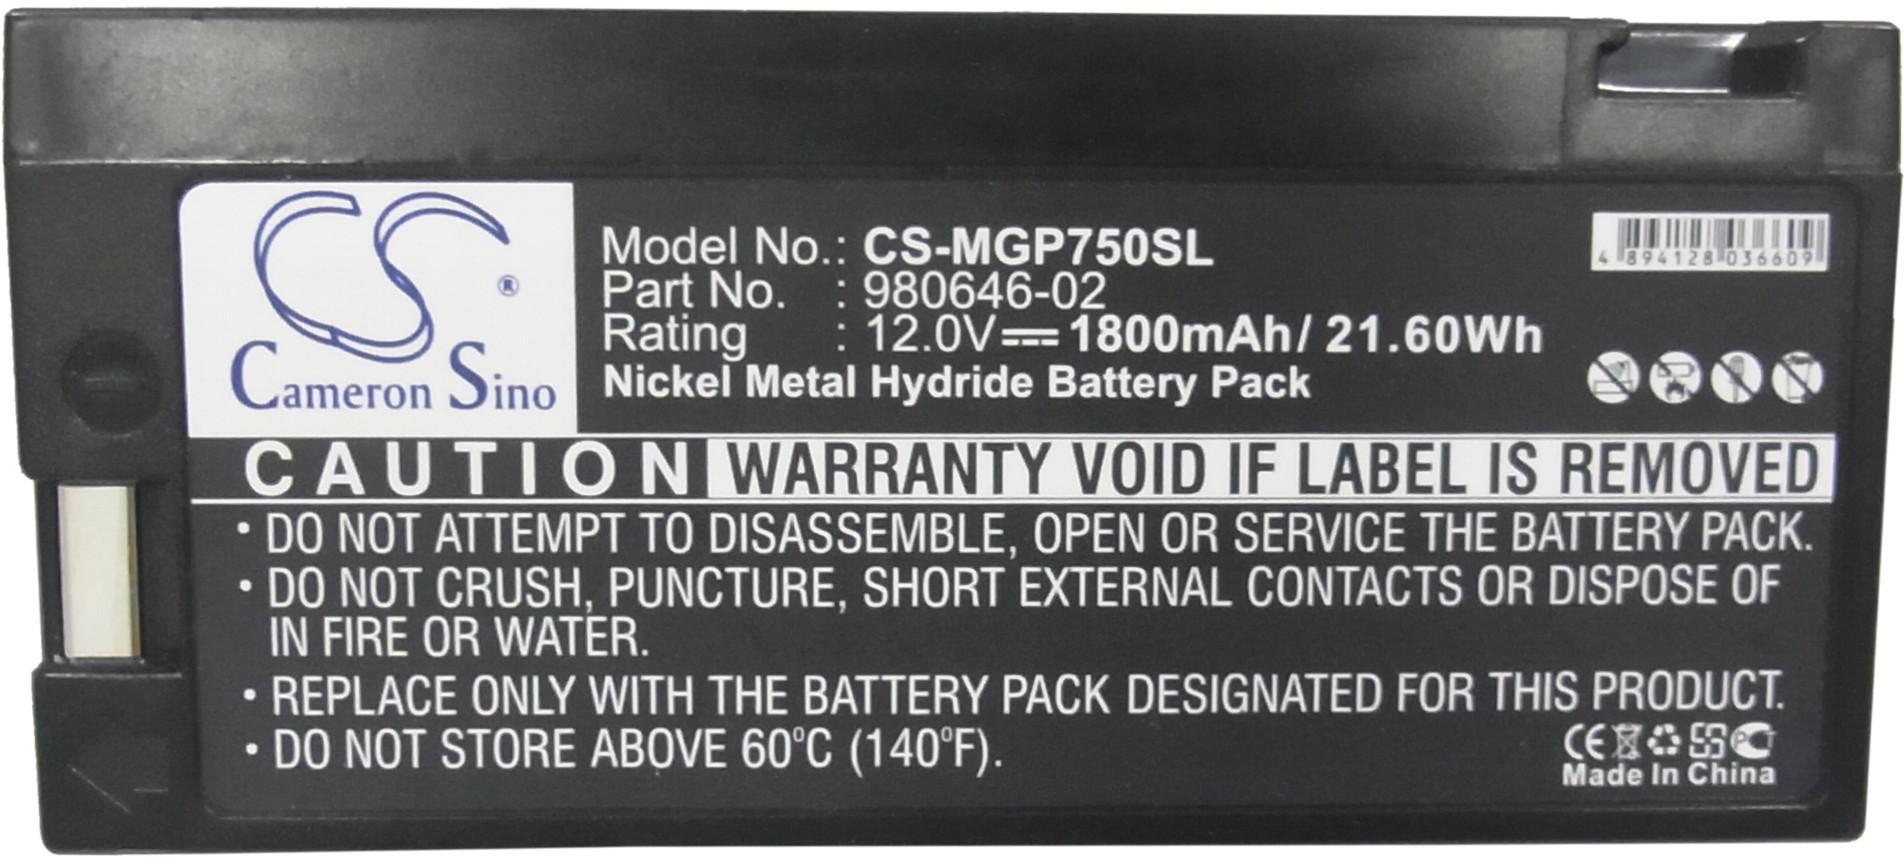 Cameron Sino
®
Model No.: CS-MGP750SL
Part No. : 980646-02
Rating : 12.0V⎓1800mAh/ 21.60Wh
Nickel Metal Hydride Battery Pack
4 894128 036609
CAUTION WARRANTY VOID IF LABEL IS REMOVED
• DO NOT ATTEMPT TO DISASSEMBLE, OPEN OR SERVICE THE BATTERY PACK.
• DO NOT CRUSH, PUNCTURE, SHORT EXTERNAL CONTACTS OR DISPOSE OF
IN FIRE OR WATER.
• REPLACE ONLY WITH THE BATTERY PACK DESIGNATED FOR THIS PRODUCT.
• DO NOT STORE ABOVE 60°C (140°F).
CE
Made In China